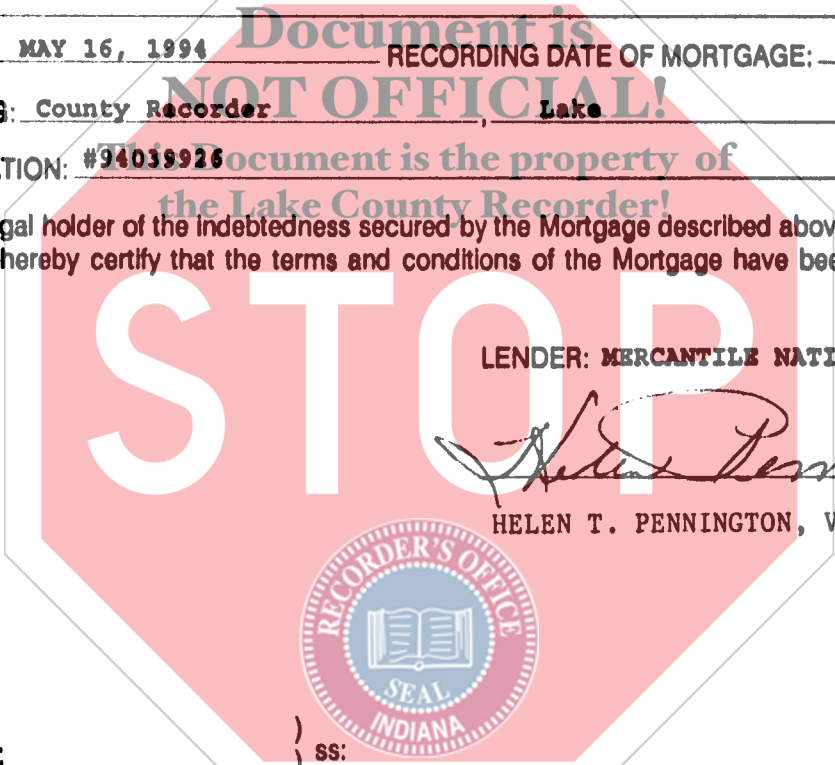 Document is
MAY 16, 1994 RECORDING DATE OF MORTGAGE:
NOT OFFICIAL!
County Recorder, Lake
This Document is the property of
TION: #94038926
the Lake County Recorder!
gal holder of the indebtedness secured by the Mortgage described abov
hereby certify that the terms and conditions of the Mortgage have bee
STOP
LENDER: MERCANTILE NATI
Helen Penn
HELEN T. PENNINGTON, V
RECORDER'S OFFICE
SEAL
INDIANA
)
: ) ss: